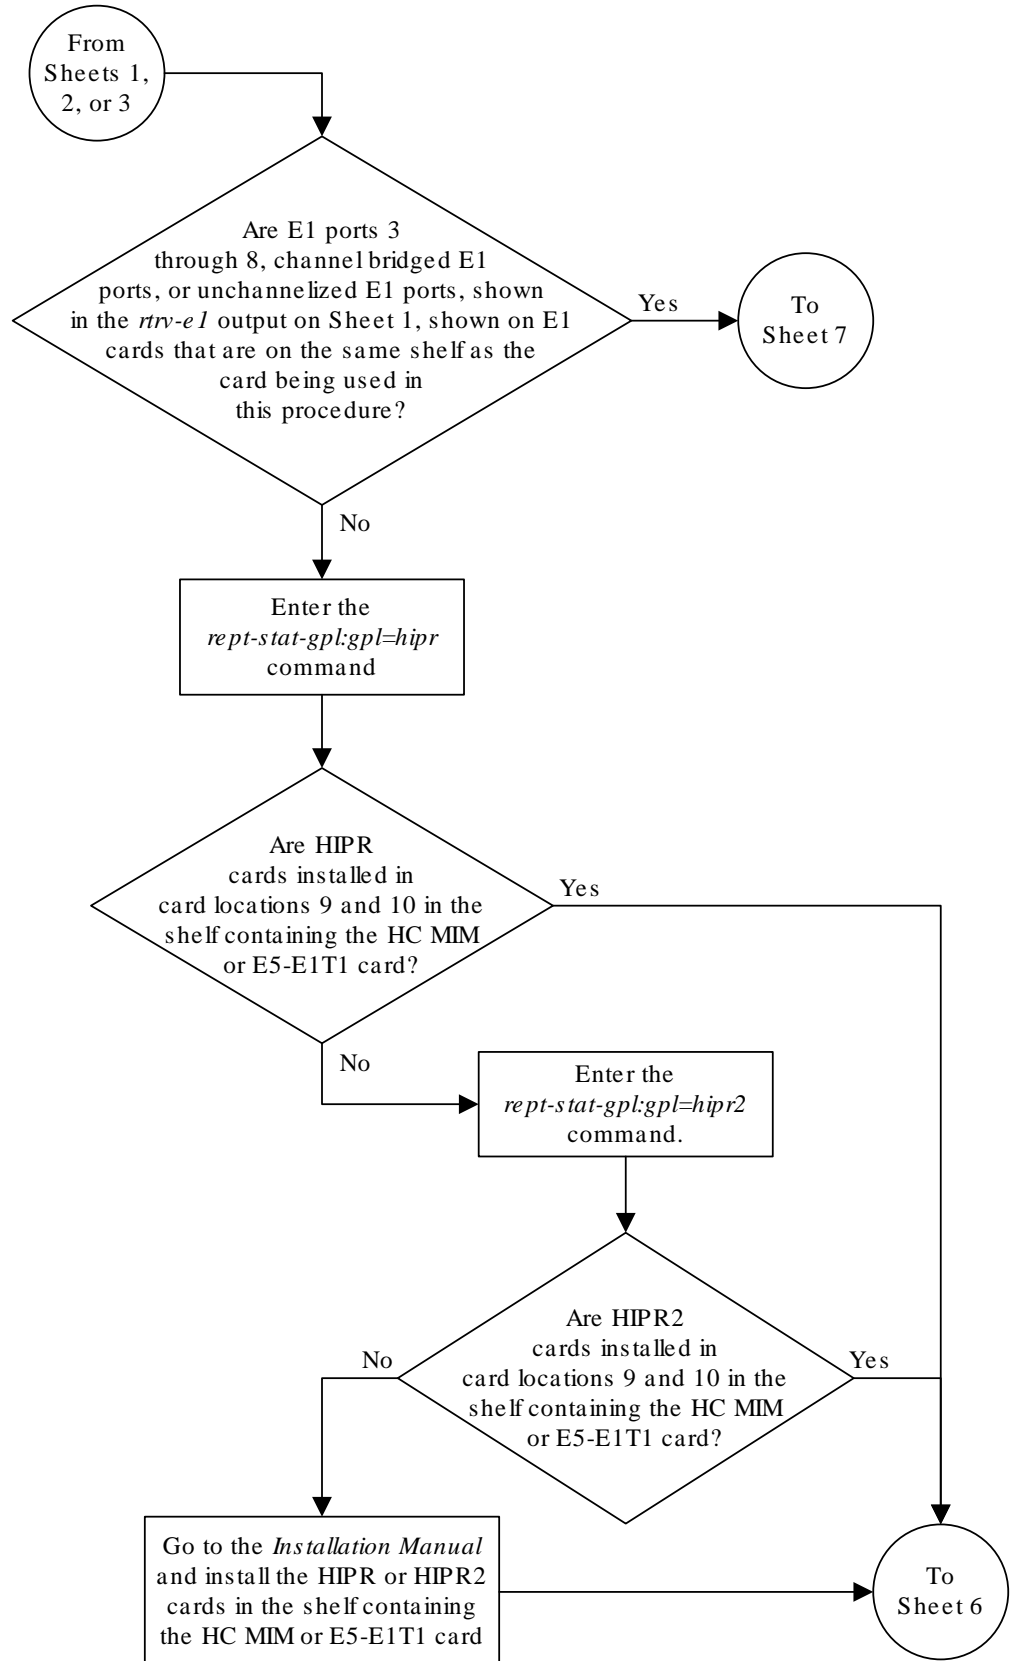 From
Sheets 1,
2, or 3
Are E1 ports 3
through 8, channel bridged E1
ports, or unchannelized E1 ports, shown
in the rtrv-e1 output on Sheet 1, shown on E1
cards that are on the same shelf as the
card being used in
this procedure?
Yes
To
Sheet 7
No
Enter the
rept-stat-gpl:gpl=hipr
command
Are HIPR
cards installed in
card locations 9 and 10 in the
shelf containing the HC MIM
or E5-E1T1 card?
Yes
No
Enter the
rept-stat-gpl:gpl=hipr2
command.
Are HIPR2
cards installed in
card locations 9 and 10 in the
shelf containing the HC MIM
or E5-E1T1 card?
No
Yes
Go to the Installation Manual
and install the HIPR or HIPR2
cards in the shelf containing
the HC MIM or E5-E1T1 card
To
Sheet 6